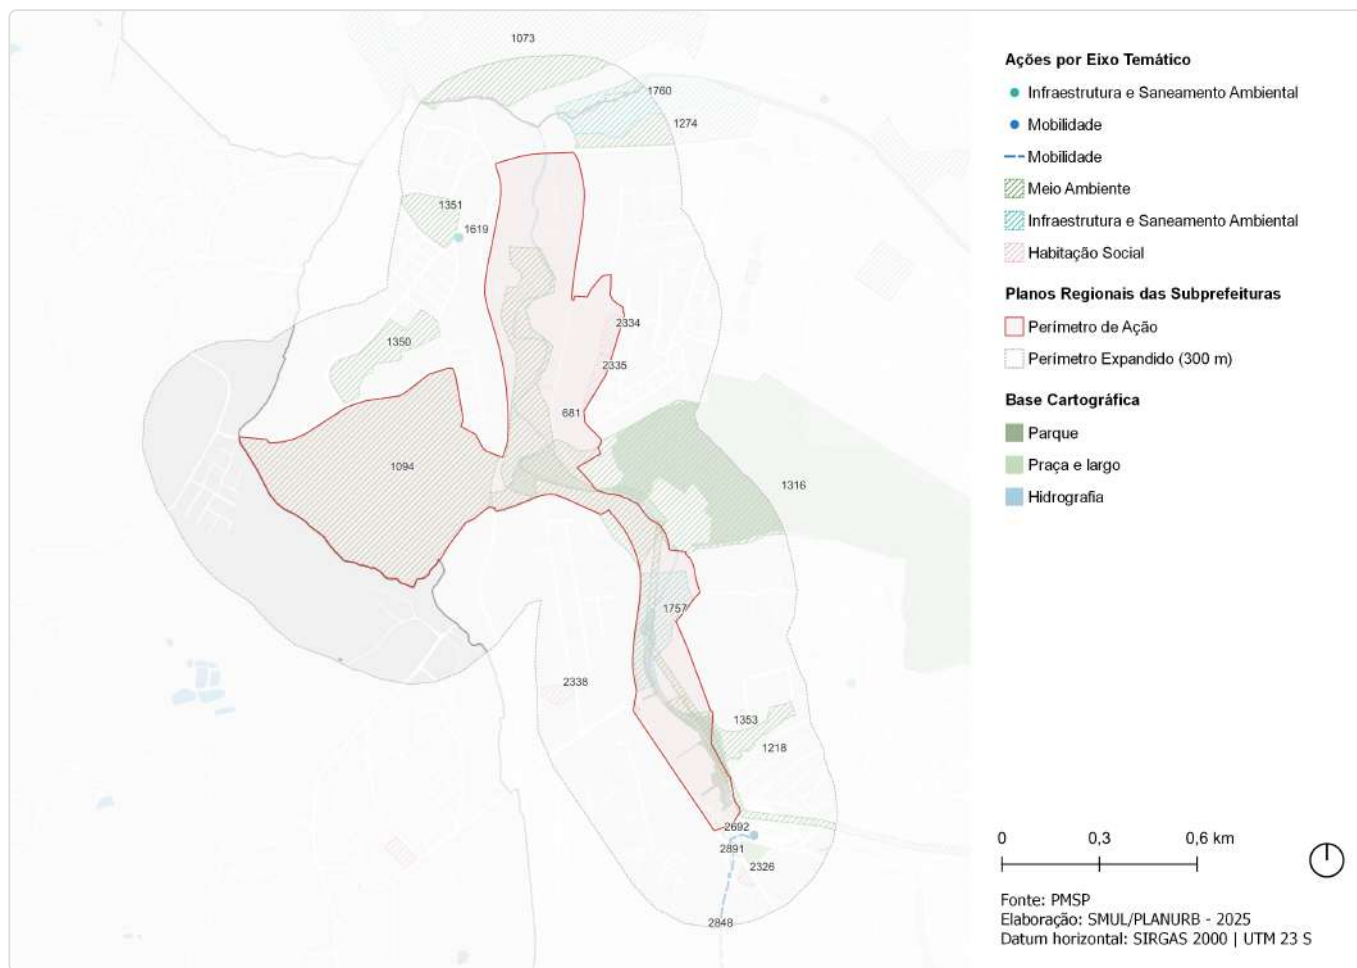 1073
1760
1274
1351
1619
2334
1350
2335
681
1094
1316
1757
2338
1353
1218
2692
2891
2326
2848
Ações por Eixo Temático
Infraestrutura e Saneamento Ambiental
Mobilidade
Mobilidade
Meio Ambiente
Infraestrutura e Saneamento Ambiental
Habitação Social
Planos Regionais das Subprefeituras
Perímetro de Ação
Perímetro Expandido (300 m)
Base Cartográfica
Parque
Praça e largo
Hidrografia
0 0,3 0,6 km
Fonte: PMSP
Elaboração: SMUL/PLANURB - 2025
Datum horizontal: SIRGAS 2000 | UTM 23 S